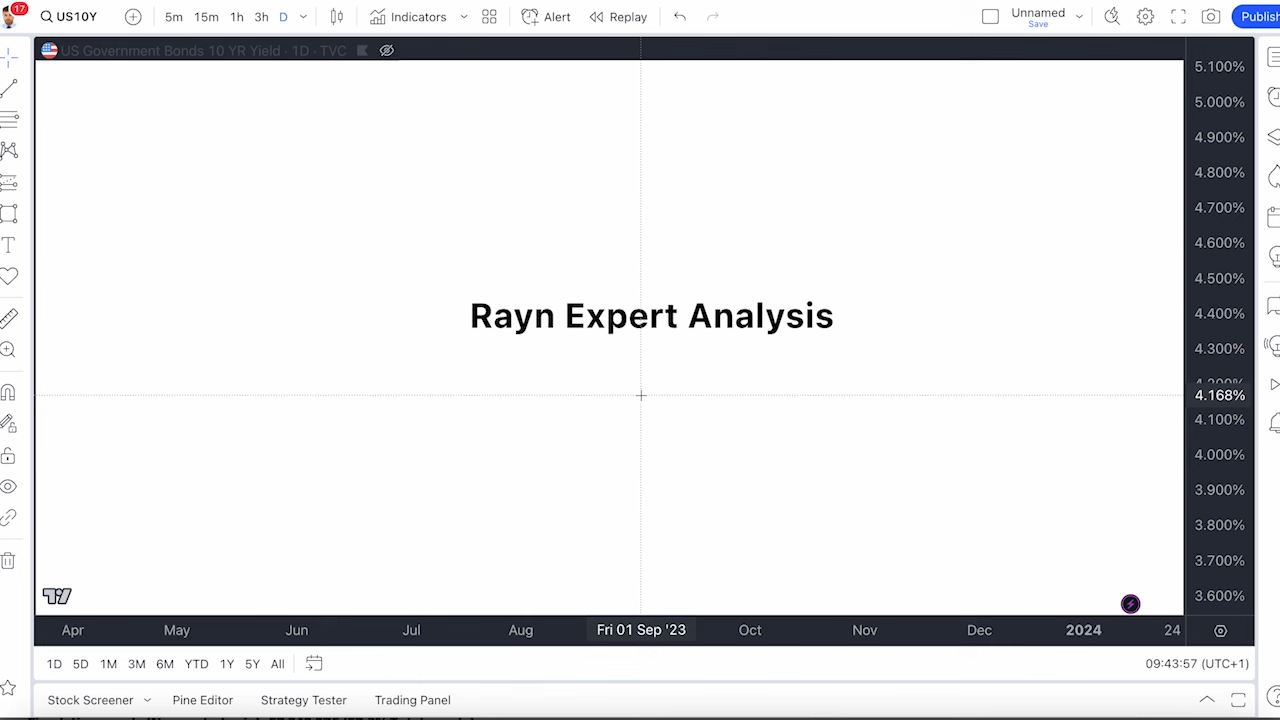 17
US10Y
5m 15m 1h 3h D
Indicators
Alert
Replay
Unnamed
Save
Publish
US Government Bonds 10 YR Yield · 1D · TVC
5.100%
5.000%
4.900%
4.800%
4.700%
4.600%
4.500%
4.400%
Rayn Expert Analysis
4.300%
4.200%
4.168%
4.100%
4.000%
3.900%
3.800%
3.700%
3.600%
Apr May Jun Jul Aug Fri 01 Sep '23 Oct Nov Dec 2024 24
1D 5D 1M 3M 6M YTD 1Y 5Y All
09:43:57 (UTC+1)
Stock Screener Pine Editor Strategy Tester Trading Panel